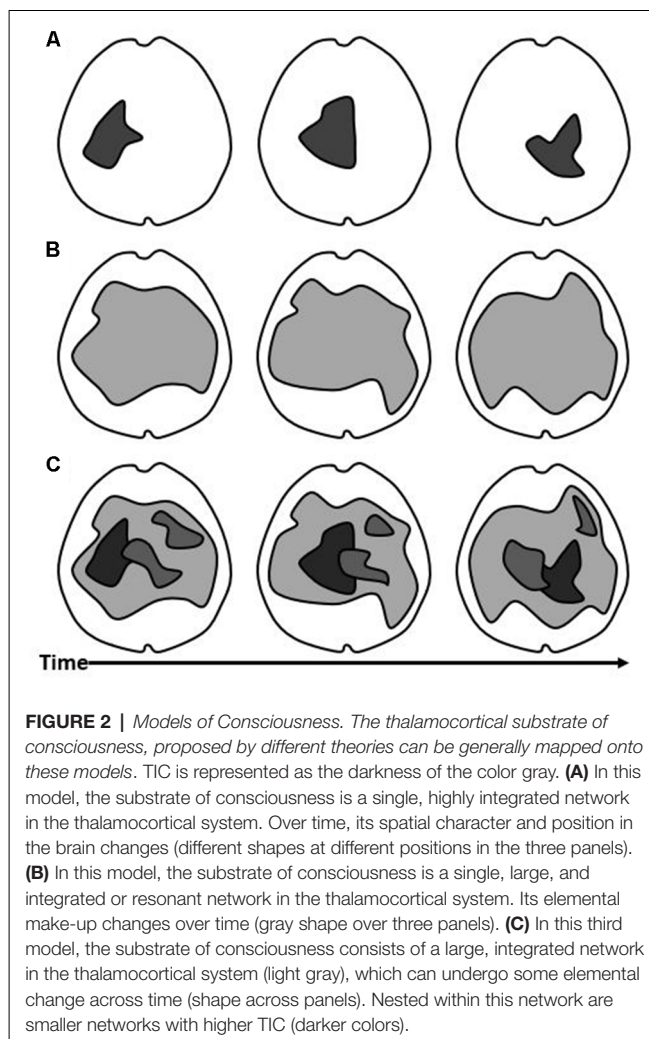 A
B
C
Time
FIGURE 2 | Models of Consciousness. The thalamocortical substrate of
consciousness, proposed by different theories can be generally mapped onto
these models. TIC is represented as the darkness of the color gray. (A) In this
model, the substrate of consciousness is a single, highly integrated network
in the thalamocortical system. Over time, its spatial character and position in
the brain changes (different shapes at different positions in the three panels).
(B) In this model, the substrate of consciousness is a single, large, and
integrated or resonant network in the thalamocortical system. Its elemental
make-up changes over time (gray shape over three panels). (C) In this third
model, the substrate of consciousness consists of a large, integrated network
in the thalamocortical system (light gray), which can undergo some elemental
change across time (shape across panels). Nested within this network are
smaller networks with higher TIC (darker colors).